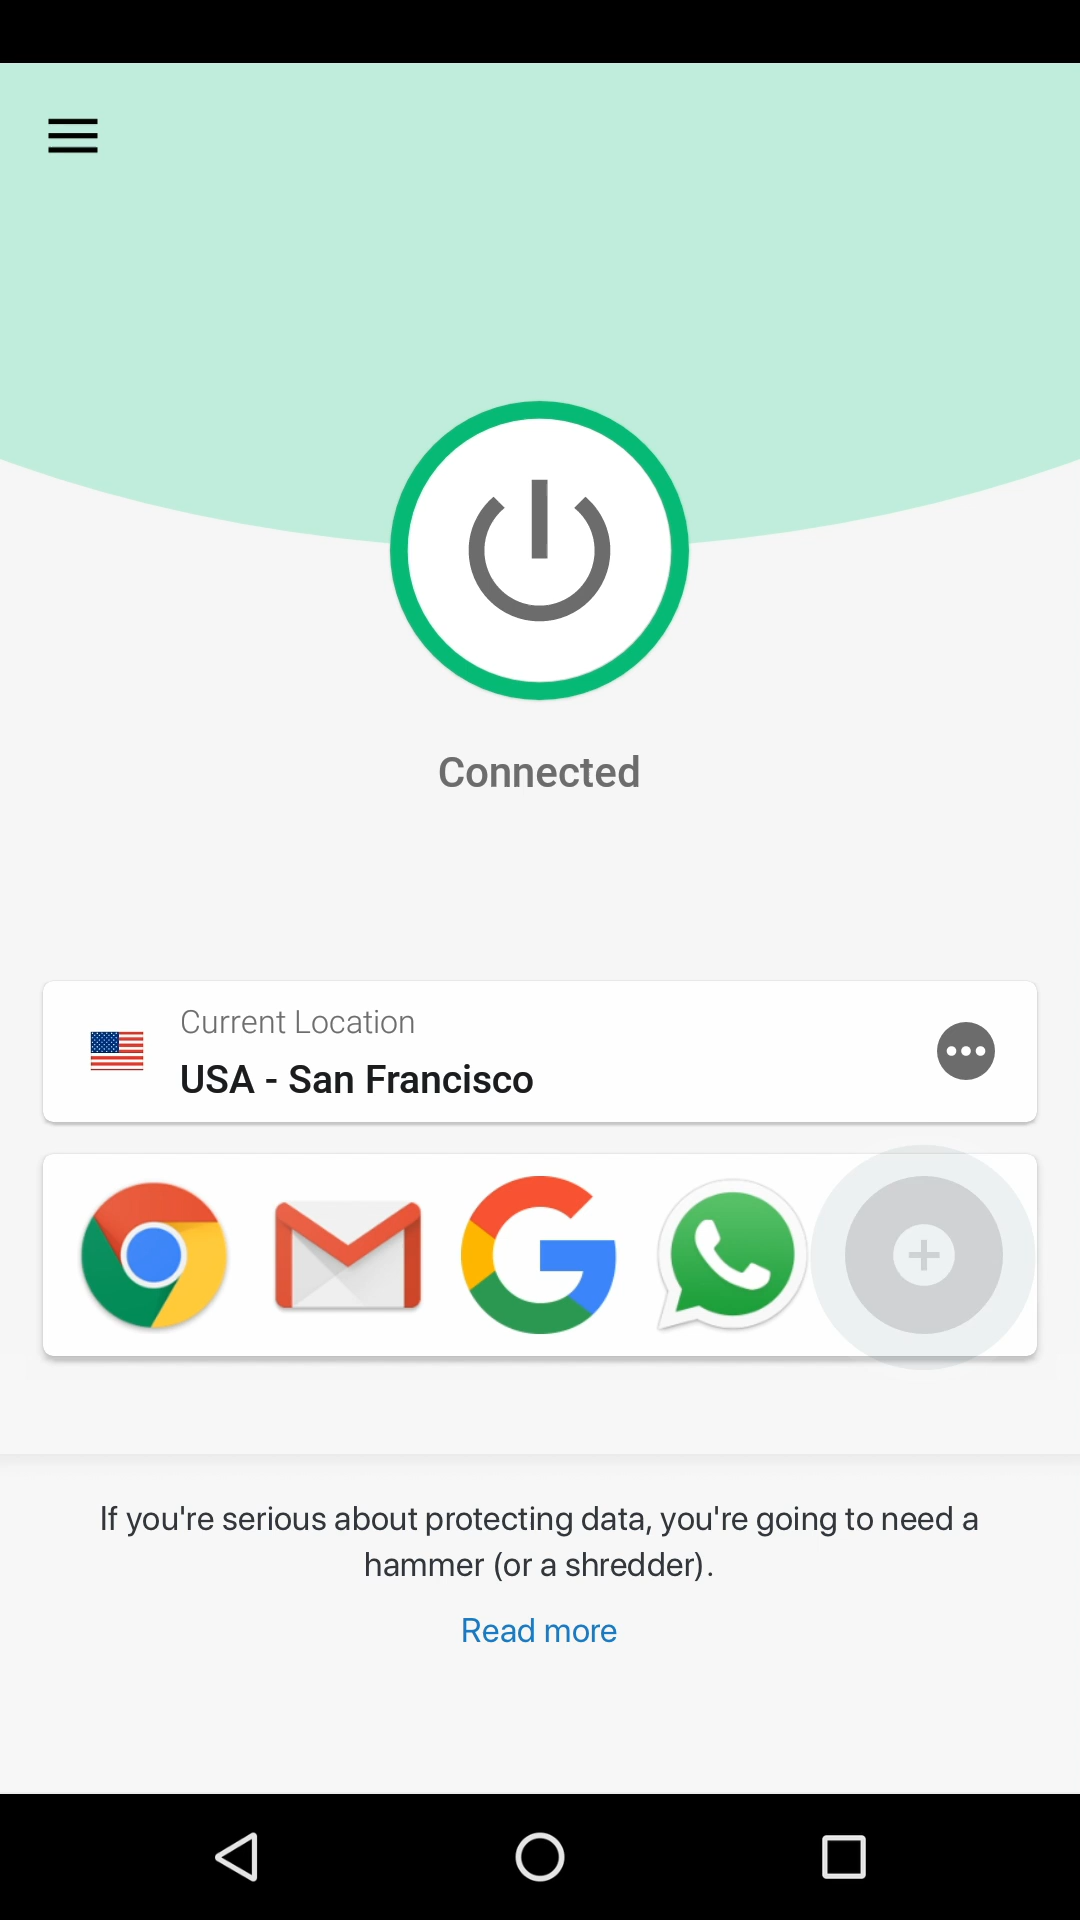 Connected
Current Location
USA - San Francisco
If you're serious about protecting data, you're going to need a
hammer (or a shredder).
Read more